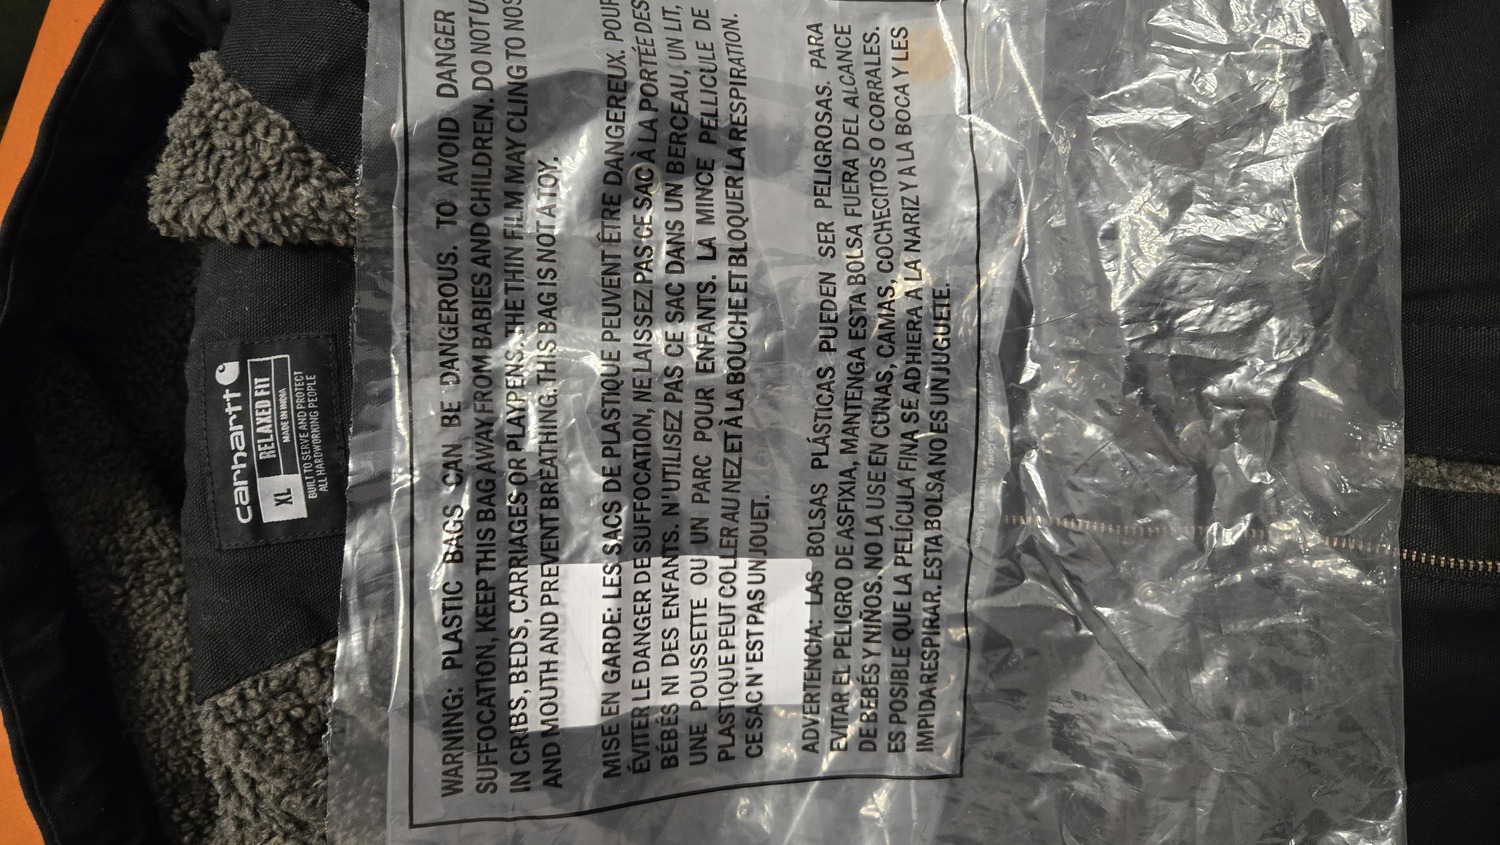 carhartt
XL RELAXED FIT
MADE IN INDIA
BUILT TO SERVE AND PROTECT
ALL HARDWORKING PEOPLE
WARNING: PLASTIC BAGS CAN BE DANGEROUS. TO AVOID DANGER
SUFFOCATION, KEEP THIS BAG AWAY FROM BABIES AND CHILDREN. DO NOT
IN CRIBS, BEDS, CARRIAGES OR PLAYPENS. THE THIN FILM MAY CLING TO
AND MOUTH AND PREVENT BREATHING. THIS BAG IS NOT A TOY.
MISE EN GARDE: LES SACS DE PLASTIQUE PEUVENT ÊTRE DANGEREUX. POUR
ÉVITER LE DANGER DE SUFFOCATION, NE LAISSEZ PAS CE SAC À LA PORTÉE DES
BÉBÉS NI DES ENFANTS. N'UTILISEZ PAS CE SAC DANS UN BERCEAU, UN LIT,
UNE POUSSETTE OU UN PARC POUR ENFANTS. LA MINCE PELLICULE DE
PLASTIQUE PEUT COLLER AU NEZ ET À LA BOUCHE ET BLOQUER LA RESPIRATION.
CE SAC N'EST PAS UN JOUET.
ADVERTENCIA: LAS BOLSAS PLÁSTICAS PUEDEN SER PELIGROSAS. PARA
EVITAR EL PELIGRO DE ASFIXIA, MANTENGA ESTA BOLSA FUERA DEL ALCANCE
DE BEBÉS Y NIÑOS. NO LA USE EN CUNAS, CAMAS, COCHECITOS O CORRALES.
ES POSIBLE QUE LA PELÍCULA FINA SE ADHIERA A LA NARIZ Y A LA BOCA Y LES
IMPIDA RESPIRAR. ESTA BOLSA NO ES UN JUGUETE.